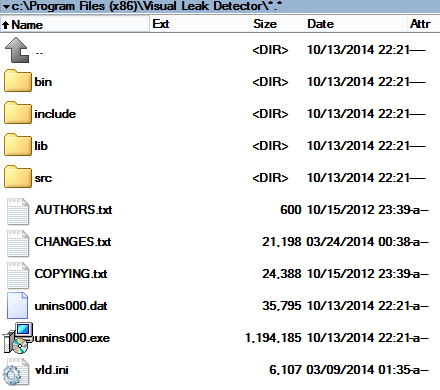 c:\Program Files (x86)\Visual Leak Detector\*.*
Name Ext Size Date Attr
.. <DIR> 10/13/2014 22:21 ----
bin <DIR> 10/13/2014 22:21 ----
include <DIR> 10/13/2014 22:21 ----
lib <DIR> 10/13/2014 22:21 ----
src <DIR> 10/13/2014 22:21 ----
AUTHORS.txt 600 10/15/2012 23:39 -a--
CHANGES.txt 21,198 03/24/2014 00:38 -a--
COPYING.txt 24,388 10/15/2012 23:39 -a--
unins000.dat 35,795 10/13/2014 22:21 -a--
unins000.exe 1,194,185 10/13/2014 22:21 -a--
vld.ini 6,107 03/09/2014 01:35 -a--